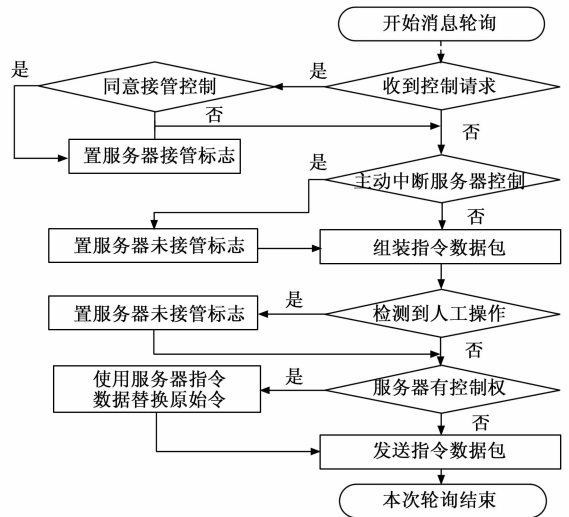 开始消息轮询
收到控制请求
是
同意接管控制
是
否
否
置服务器接管标志
主动中断服务器控制
是
否
置服务器未接管标志
组装指令数据包
检测到人工操作
是
置服务器未接管标志
否
服务器有控制权
是
使用服务器指令
数据替换原始令
否
发送指令数据包
本次轮询结束